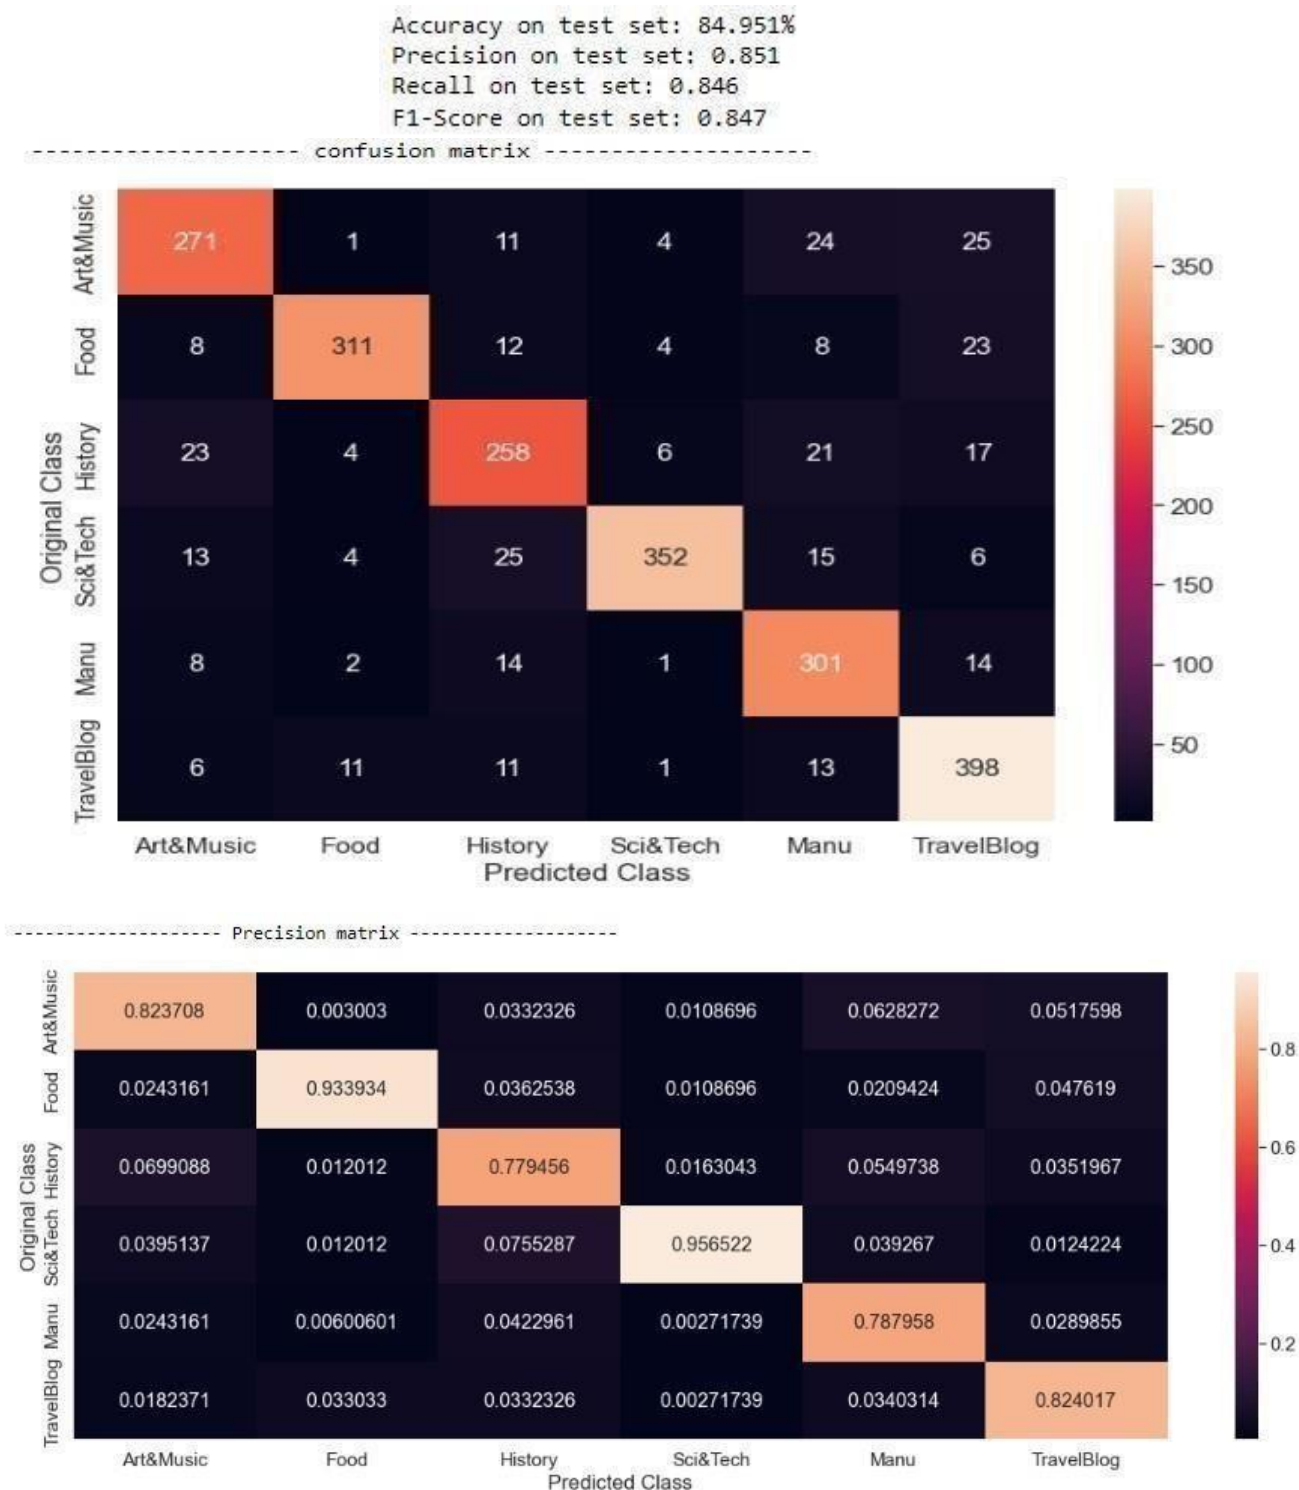 Accuracy on test set: 84.951%
Precision on test set: 0.851
Recall on test set: 0.846
F1-Score on test set: 0.847
-------------------- confusion matrix --------------------
Art&Music 271 1 11 4 24 25
Food 8 311 12 4 8 23
History 23 4 258 6 21 17
Sci&Tech 13 4 25 352 15 6
Manu 8 2 14 1 301 14
TravelBlog 6 11 11 1 13 398
Original Class
Art&Music Food History Sci&Tech Manu TravelBlog
Predicted Class
350
300
250
200
150
100
50
-------------------- Precision matrix --------------------
Art&Music 0.823708 0.003003 0.0332326 0.0108696 0.0628272 0.0517598
Food 0.0243161 0.933934 0.0362538 0.0108696 0.0209424 0.047619
History 0.0699088 0.012012 0.779456 0.0163043 0.0549738 0.0351967
Sci&Tech 0.0395137 0.012012 0.0755287 0.956522 0.039267 0.0124224
Manu 0.0243161 0.00600601 0.0422961 0.00271739 0.787958 0.0289855
TravelBlog 0.0182371 0.033033 0.0332326 0.00271739 0.0340314 0.824017
Original Class
Art&Music Food History Sci&Tech Manu TravelBlog
Predicted Class
0.8
0.6
0.4
0.2